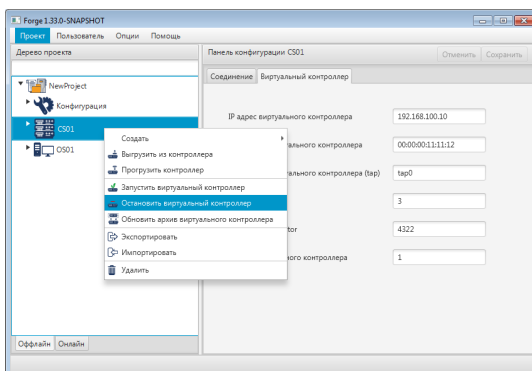 Forge 1.33.0-SNAPSHOT
Проект Пользователь Опции Помощь
Дерево проекта
NewProject
Конфигурация
CS01
OS01
Создать
Выгрузить из контроллера
Прогрузить контроллер
Запустить виртуальный контроллер
Остановить виртуальный контроллер
Обновить архив виртуального контроллера
Экспортировать
Импортировать
Удалить
Оффлайн Онлайн
Панель конфигурации CS01
Отменить Сохранить
Соединение Виртуальный контроллер
IP адрес виртуального контроллера 192.168.100.10
контроллера 00:00:00:11:11:12
контроллера (tap) tap0
3
tor 4322
контроллера 1